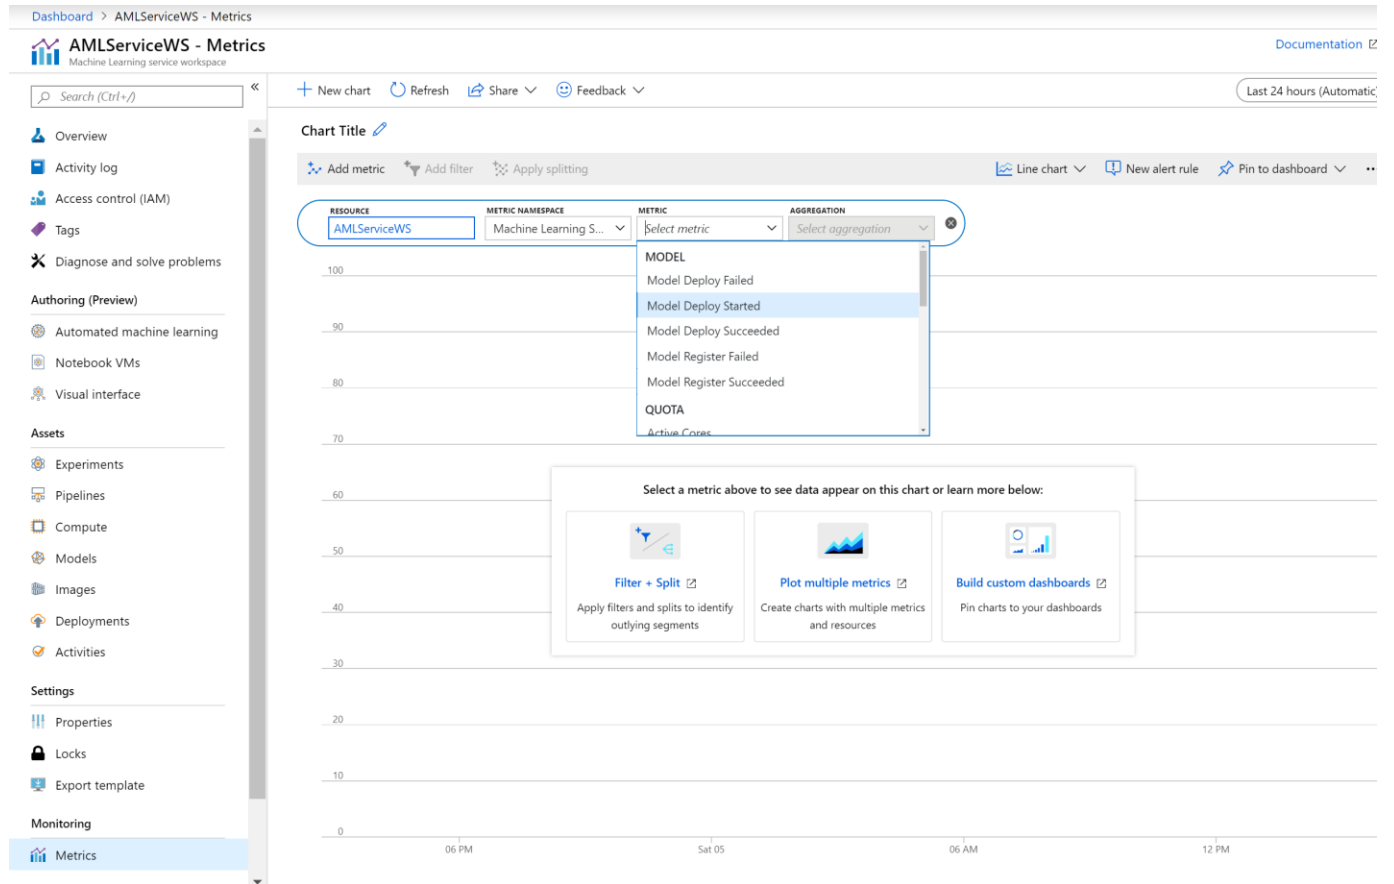 Dashboard > AMLServiceWS - Metrics
AMLServiceWS - Metrics
Machine Learning service workspace
Documentation
Search (Ctrl+/)
«
New chart Refresh Share Feedback
Last 24 hours (Automatic)
Overview
Activity log
Access control (IAM)
Tags
Diagnose and solve problems
Authoring (Preview)
Automated machine learning
Notebook VMs
Visual interface
Assets
Experiments
Pipelines
Compute
Models
Images
Deployments
Activities
Settings
Properties
Locks
Export template
Monitoring
Metrics
Chart Title
Add metric Add filter Apply splitting
Line chart New alert rule Pin to dashboard ...
RESOURCE METRIC NAMESPACE METRIC AGGREGATION
AMLServiceWS Machine Learning S... Select metric Select aggregation
MODEL
Model Deploy Failed
Model Deploy Started
Model Deploy Succeeded
Model Register Failed
Model Register Succeeded
QUOTA
Active Cores
100
90
80
70
60
50
40
30
20
10
0
Select a metric above to see data appear on this chart or learn more below:
Filter + Split
Apply filters and splits to identify
outlying segments
Plot multiple metrics
Create charts with multiple metrics
and resources
Build custom dashboards
Pin charts to your dashboards
06 PM Sat 05 06 AM 12 PM